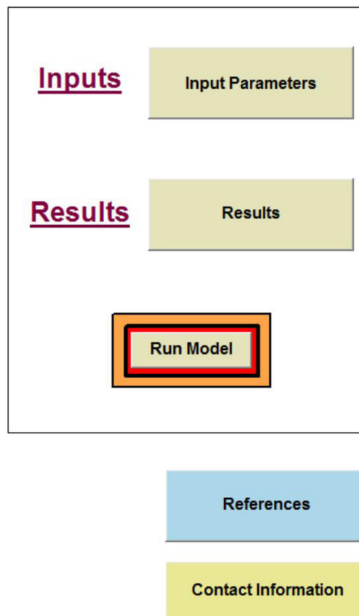 Inputs
Input Parameters
Results
Results
Run Model
References
Contact Information